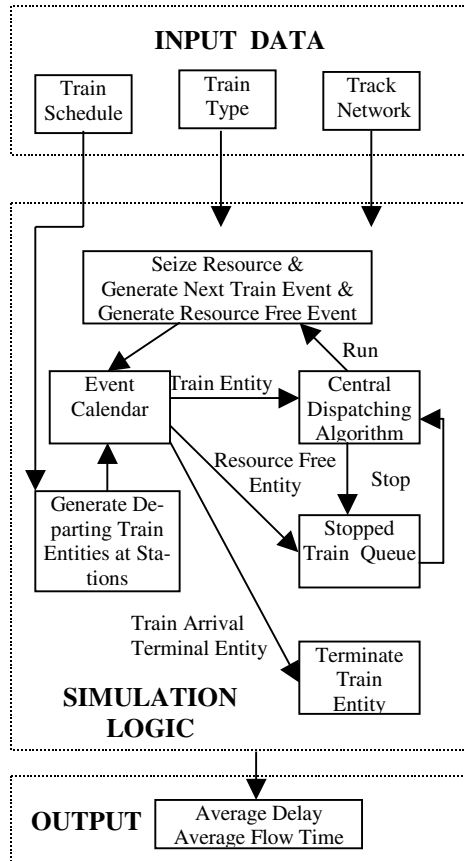 INPUT DATA
Train
Schedule
Train
Type
Track
Network
Seize Resource &
Generate Next Train Event &
Generate Resource Free Event
Run
Event
Calendar
Train Entity
Central
Dispatching
Algorithm
Resource Free
Entity
Stop
Generate De-
parting Train
Entities at Sta-
tions
Stopped
Train Queue
Train Arrival
Terminal Entity
Terminate
Train
Entity
SIMULATION
LOGIC
OUTPUT
Average Delay
Average Flow Time